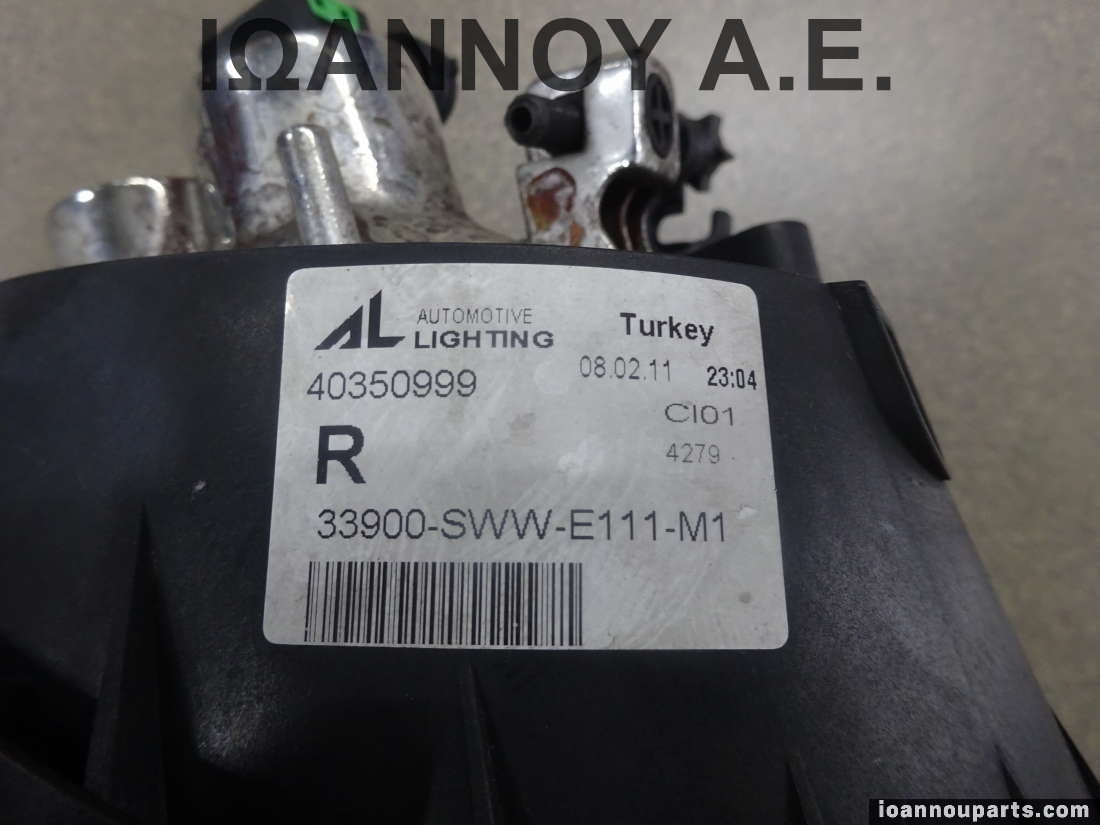 ΙΩΑΝΝΟΥ Α.Ε.
AL AUTOMOTIVE
LIGHTING
Turkey
40350999
08.02.11 23:04
CI01
R
4279
33900-SWW-E111-M1
ioannouparts.com